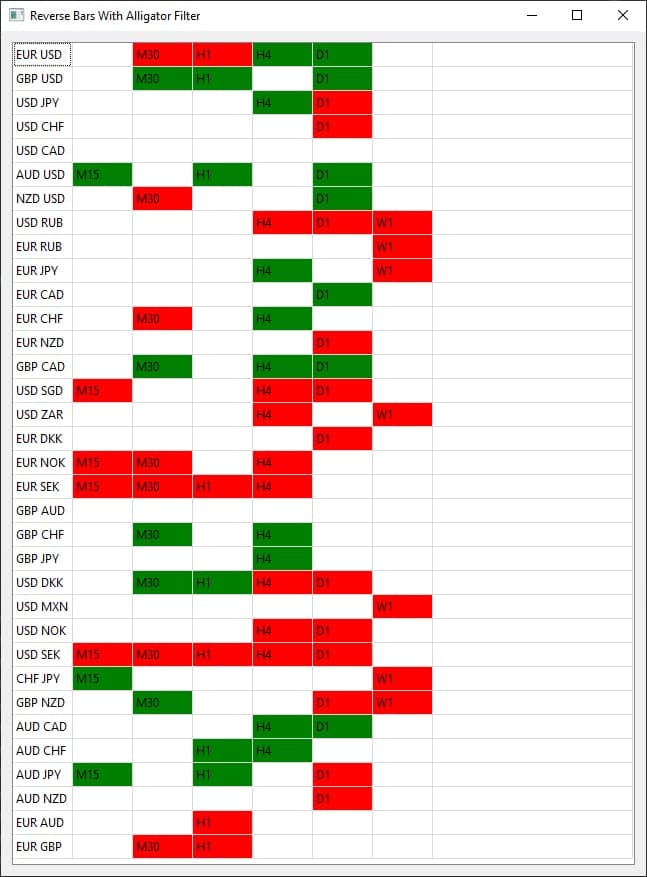 Reverse Bars With Alligator Filter
EUR USD M30 H1 H4 D1
GBP USD M30 H1 D1
USD JPY H4 D1
USD CHF D1
USD CAD
AUD USD M15 H1 D1
NZD USD M30 D1
USD RUB H4 D1 W1
EUR RUB W1
EUR JPY H4 W1
EUR CAD D1
EUR CHF M30 H4
EUR NZD D1
GBP CAD M30 H4 D1
USD SGD M15 H4 D1
USD ZAR H4 W1
EUR DKK D1
EUR NOK M15 M30 H4
EUR SEK M15 M30 H1 H4
GBP AUD
GBP CHF M30 H4
GBP JPY H4
USD DKK M30 H1 H4 D1
USD MXN W1
USD NOK H4 D1
USD SEK M15 M30 H1 H4 D1
CHF JPY M15 W1
GBP NZD M30 D1 W1
AUD CAD H4 D1
AUD CHF H1 H4
AUD JPY M15 H1 D1
AUD NZD D1
EUR AUD H1
EUR GBP M30 H1